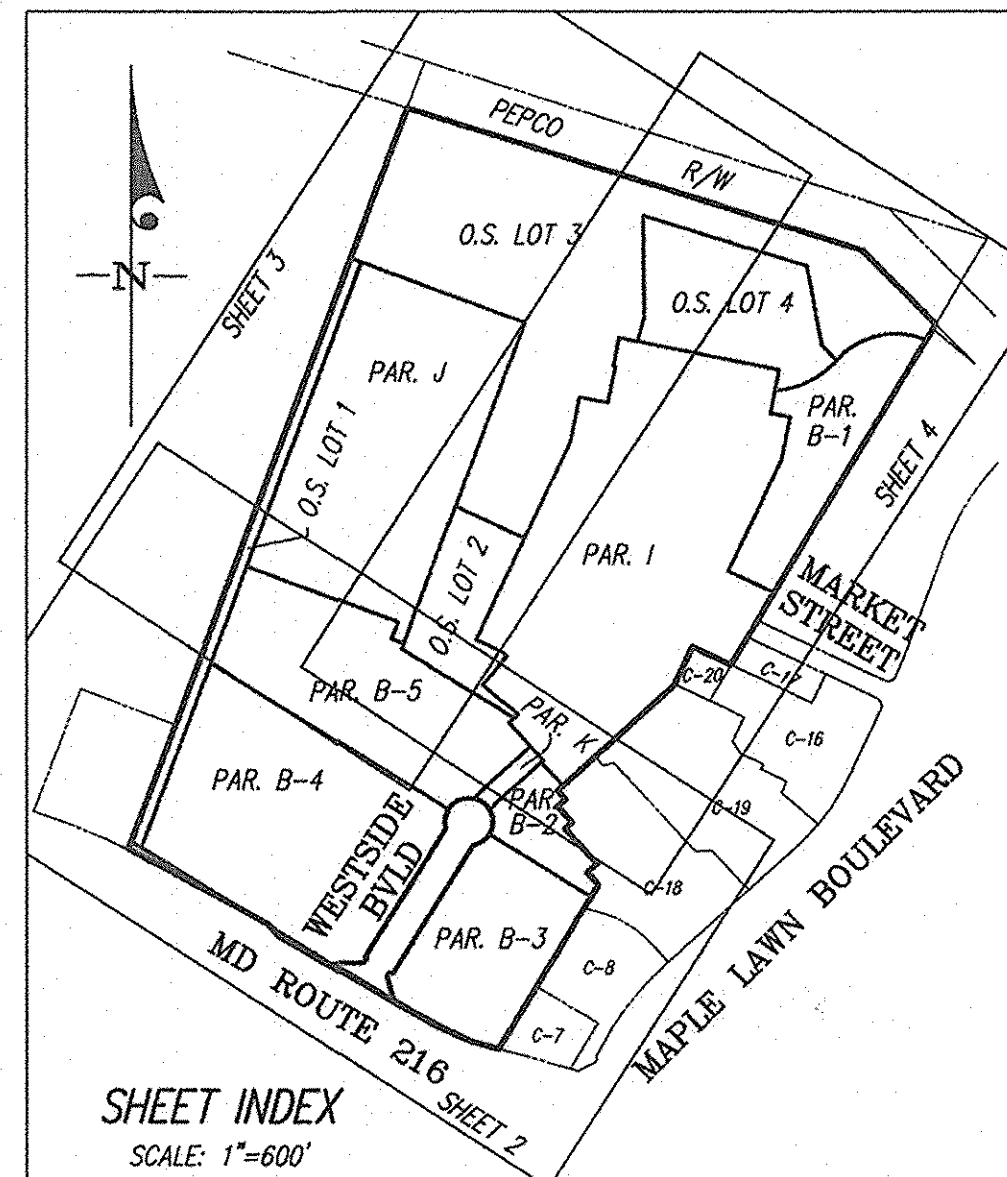 PEPCO
R/W
N
SHEET 3
O.S. LOT 3
O.S. LOT 4
PAR. J
O.S. LOT 1
PAR.
B-1
SHEET 4
O.S. LOT 2
PAR. I
MARKET
STREET
C-20
C-17
C-16
PAR. B-5
PAR. K
PAR. B-4
PAR
B-2
C-19
WESTSIDE
BVLD
C-18
PAR. B-3
C-8
C-7
MAPLE LAWN BOULEVARD
MD ROUTE 216
SHEET 2
SHEET INDEX
SCALE: 1"=600'